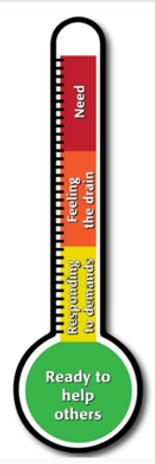 Need
Feeling
the drain
Responding
to demands
Ready to
help
others